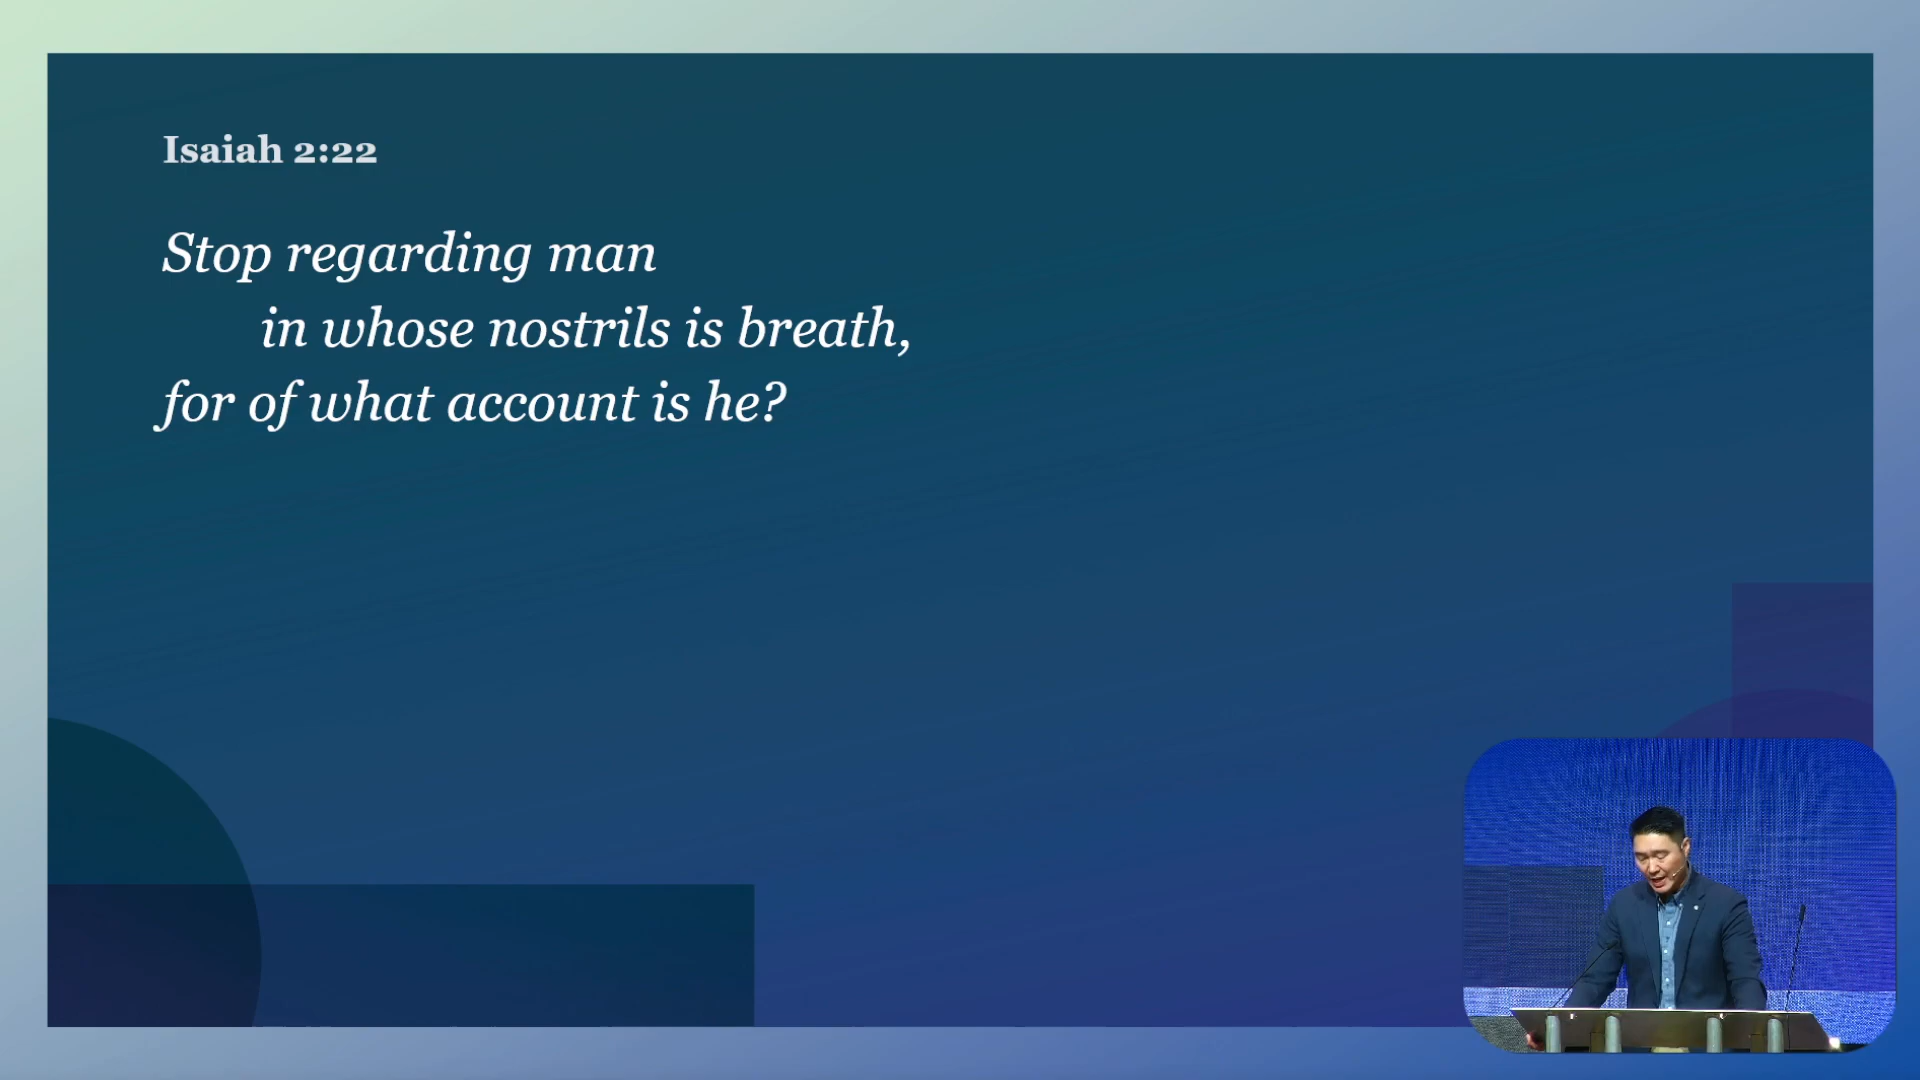 Isaiah 2:22
Stop regarding man
in whose nostrils is breath,
for of what account is he?